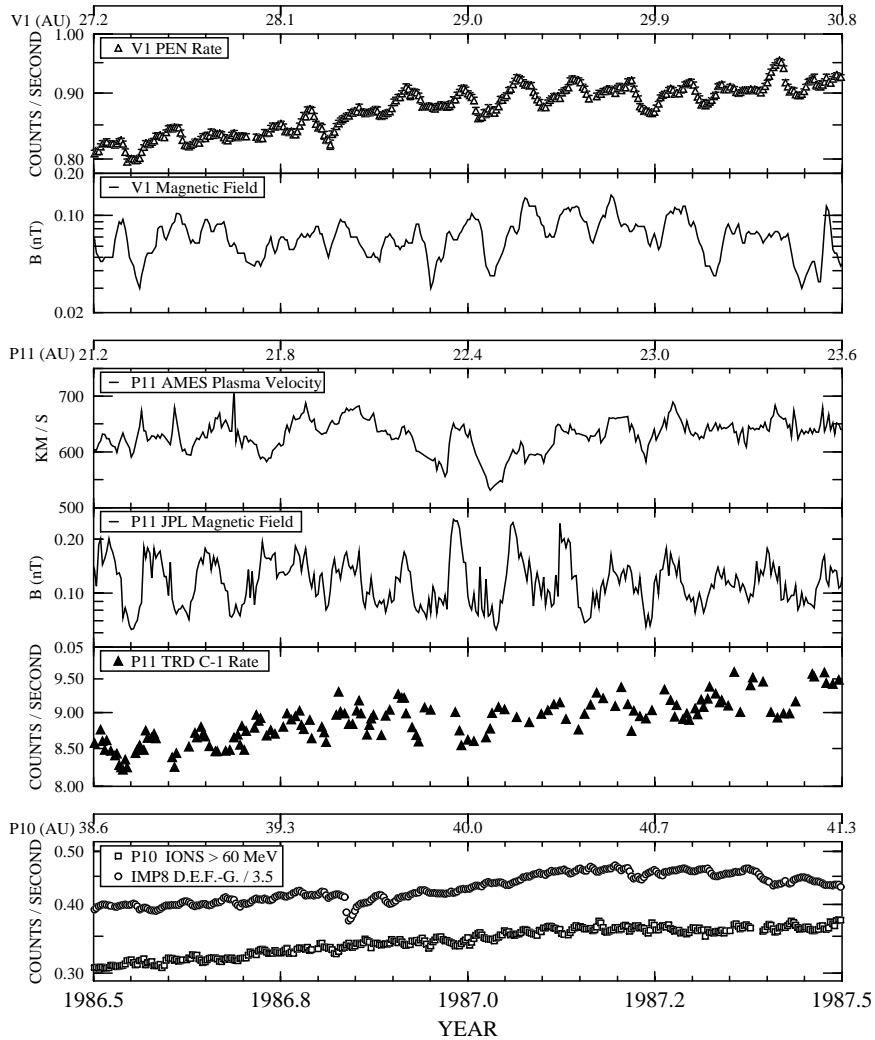 V1 (AU)
27.2 28.1 29.0 29.9 30.8
1.00
V1 PEN Rate
0.90
0.80
COUNTS / SECOND
0.20
V1 Magnetic Field
0.10
0.02
B (nT)
P11 (AU)
21.2 21.8 22.4 23.0 23.6
P11 AMES Plasma Velocity
700
600
500
KM / S
P11 JPL Magnetic Field
0.20
0.10
0.05
B (nT)
P11 TRD C-1 Rate
9.50
9.00
8.50
8.00
COUNTS / SECOND
P10 (AU)
38.6 39.3 40.0 40.7 41.3
P10 IONS > 60 MeV
IMP8 D.E.F.-G. / 3.5
0.50
0.40
0.30
COUNTS / SECOND
1986.5 1986.8 1987.0 1987.2 1987.5
YEAR